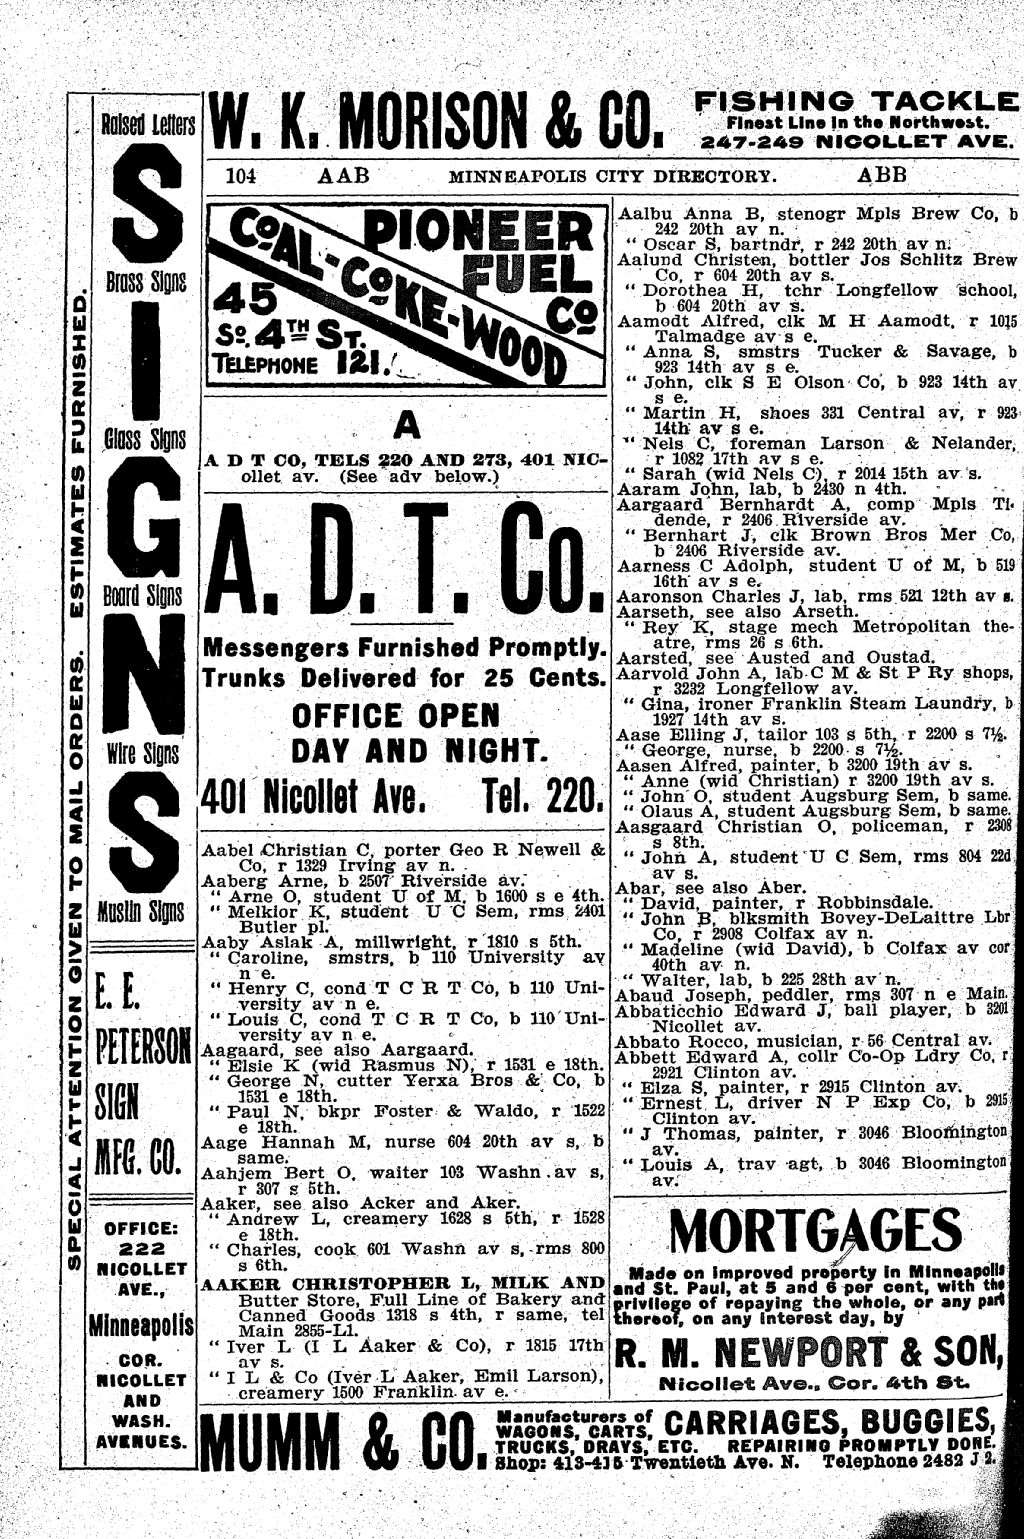 W. K. MORISON & CO.
FISHING TACKLE
Finest Line in the Northwest.
247-249 NICOLLET AVE.
104 AAB MINNEAPOLIS CITY DIRECTORY. ABB
SPECIAL ATTENTION GIVEN TO MAIL ORDERS. ESTIMATES FURNISHED.
Raised Letters
S
Brass Signs
I
Glass Signs
G
Board Signs
N
Wire Signs
S
Muslin Signs
E. E.
PETERSON
SIGN
MFG. CO.
OFFICE:
222
NICOLLET
AVE.,
Minneapolis
COR.
NICOLLET
AND
WASH.
AVENUES.
PIONEER
FUEL
CO
COAL-COKE-WOOD
45
So. 4TH ST.
TELEPHONE 121.
A
A D T CO, TELS 220 AND 273, 401 NIC-
ollet av. (See adv below.)
A. D. T. Co.
Messengers Furnished Promptly.
Trunks Delivered for 25 Cents.
OFFICE OPEN
DAY AND NIGHT.
401 Nicollet Ave. Tel. 220.
Aabel Christian C, porter Geo R Newell &
Co, r 1329 Irving av n.
Aaberg Arne, b 2507 Riverside av.
" Arne O, student U of M, b 1600 s e 4th.
" Melkior K, student U C Sem, rms 2401
Butler pl.
Aaby Aslak A, millwright, r 1810 s 5th.
" Caroline, smstrs, b 110 University av
n e.
" Henry C, cond T C R T Co, b 110 Uni-
versity av n e.
" Louis C, cond T C R T Co, b 110 Uni-
versity av n e.
Aagaard, see also Aargaard.
" Elsie K (wid Rasmus N), r 1531 e 18th.
" George N, cutter Yerxa Bros & Co, b
1531 e 18th.
" Paul N, bkpr Foster & Waldo, r 1522
e 18th.
Aage Hannah M, nurse 604 20th av s, b
same.
Aahjem Bert O, waiter 103 Washn av s,
r 307 s 5th.
Aaker, see also Acker and Aker.
" Andrew L, creamery 1628 s 5th, r 1528
e 18th.
" Charles, cook 601 Washn av s, rms 800
s 6th.
AAKER CHRISTOPHER L, MILK AND
Butter Store, Full Line of Bakery and
Canned Goods 1318 s 4th, r same, tel
Main 2855-L1.
" Iver L (I L Aaker & Co), r 1815 17th
av s.
" I L & Co (Iver L Aaker, Emil Larson),
creamery 1500 Franklin av e.
Aalbu Anna B, stenogr Mpls Brew Co, b
242 20th av n.
" Oscar S, bartndr, r 242 20th av n.
Aalund Christen, bottler Jos Schlitz Brew
Co, r 604 20th av s.
" Dorothea H, tchr Longfellow school,
b 604 20th av s.
Aamodt Alfred, clk M H Aamodt, r 1015
Talmadge av s e.
" Anna S, smstrs Tucker & Savage, b
923 14th av s e.
" John, clk S E Olson Co, b 923 14th av
s e.
" Martin H, shoes 331 Central av, r 923
14th av s e.
" Nels C, foreman Larson & Nelander,
r 1082 17th av s e.
" Sarah (wid Nels C), r 2014 15th av s.
Aaram John, lab, b 2430 n 4th.
Aargaard Bernhardt A, comp Mpls Ti-
dende, r 2406 Riverside av.
" Bernhart J, clk Brown Bros Mer Co,
b 2406 Riverside av.
Aarness C Adolph, student U of M, b 519
16th av s e.
Aaronson Charles J, lab, rms 521 12th av s.
Aarseth, see also Arseth.
" Rey K, stage mech Metropolitan the-
atre, rms 26 s 6th.
Aarsted, see Austed and Oustad.
Aarvold John A, lab C M & St P Ry shops,
r 3232 Longfellow av.
" Gina, ironer Franklin Steam Laundry, b
1927 14th av s.
Aase Elling J, tailor 103 s 5th, r 2200 s 7½.
" George, nurse, b 2200 s 7½.
Aasen Alfred, painter, b 3200 19th av s.
" Anne (wid Christian) r 3200 19th av s.
" John O, student Augsburg Sem, b same.
" Olaus A, student Augsburg Sem, b same.
Aasgaard Christian O, policeman, r 2308
s 8th.
" John A, student U C Sem, rms 804 22d
av s.
Abar, see also Aber.
" David, painter, r Robbinsdale.
" John B, blksmith Bovey-DeLaittre Lbr
Co, r 2908 Colfax av n.
" Madeline (wid David), b Colfax av cor
40th av n.
" Walter, lab, b 225 28th av n.
Abaud Joseph, peddler, rms 307 n e Main.
Abbaticchio Edward J, ball player, b 3201
Nicollet av.
Abbato Rocco, musician, r 56 Central av.
Abbett Edward A, collr Co-Op Ldry Co, r
2921 Clinton av.
" Elza S, painter, r 2915 Clinton av.
" Ernest L, driver N P Exp Co, b 2915
Clinton av.
" J Thomas, painter, r 3046 Bloomington
av.
" Louis A, trav agt, b 3046 Bloomington
av.
MORTGAGES
Made on improved property in Minneapolis
and St. Paul, at 5 and 6 per cent, with the
privilege of repaying the whole, or any part
thereof, on any interest day, by
R. M. NEWPORT & SON,
Nicollet Ave., Cor. 4th St.
MUMM & CO.
Manufacturers of
WAGONS, CARTS,
CARRIAGES, BUGGIES,
TRUCKS, DRAYS, ETC. REPAIRING PROMPTLY DONE.
Shop: 413-415 Twentieth Ave. N. Telephone 2482 J 2.